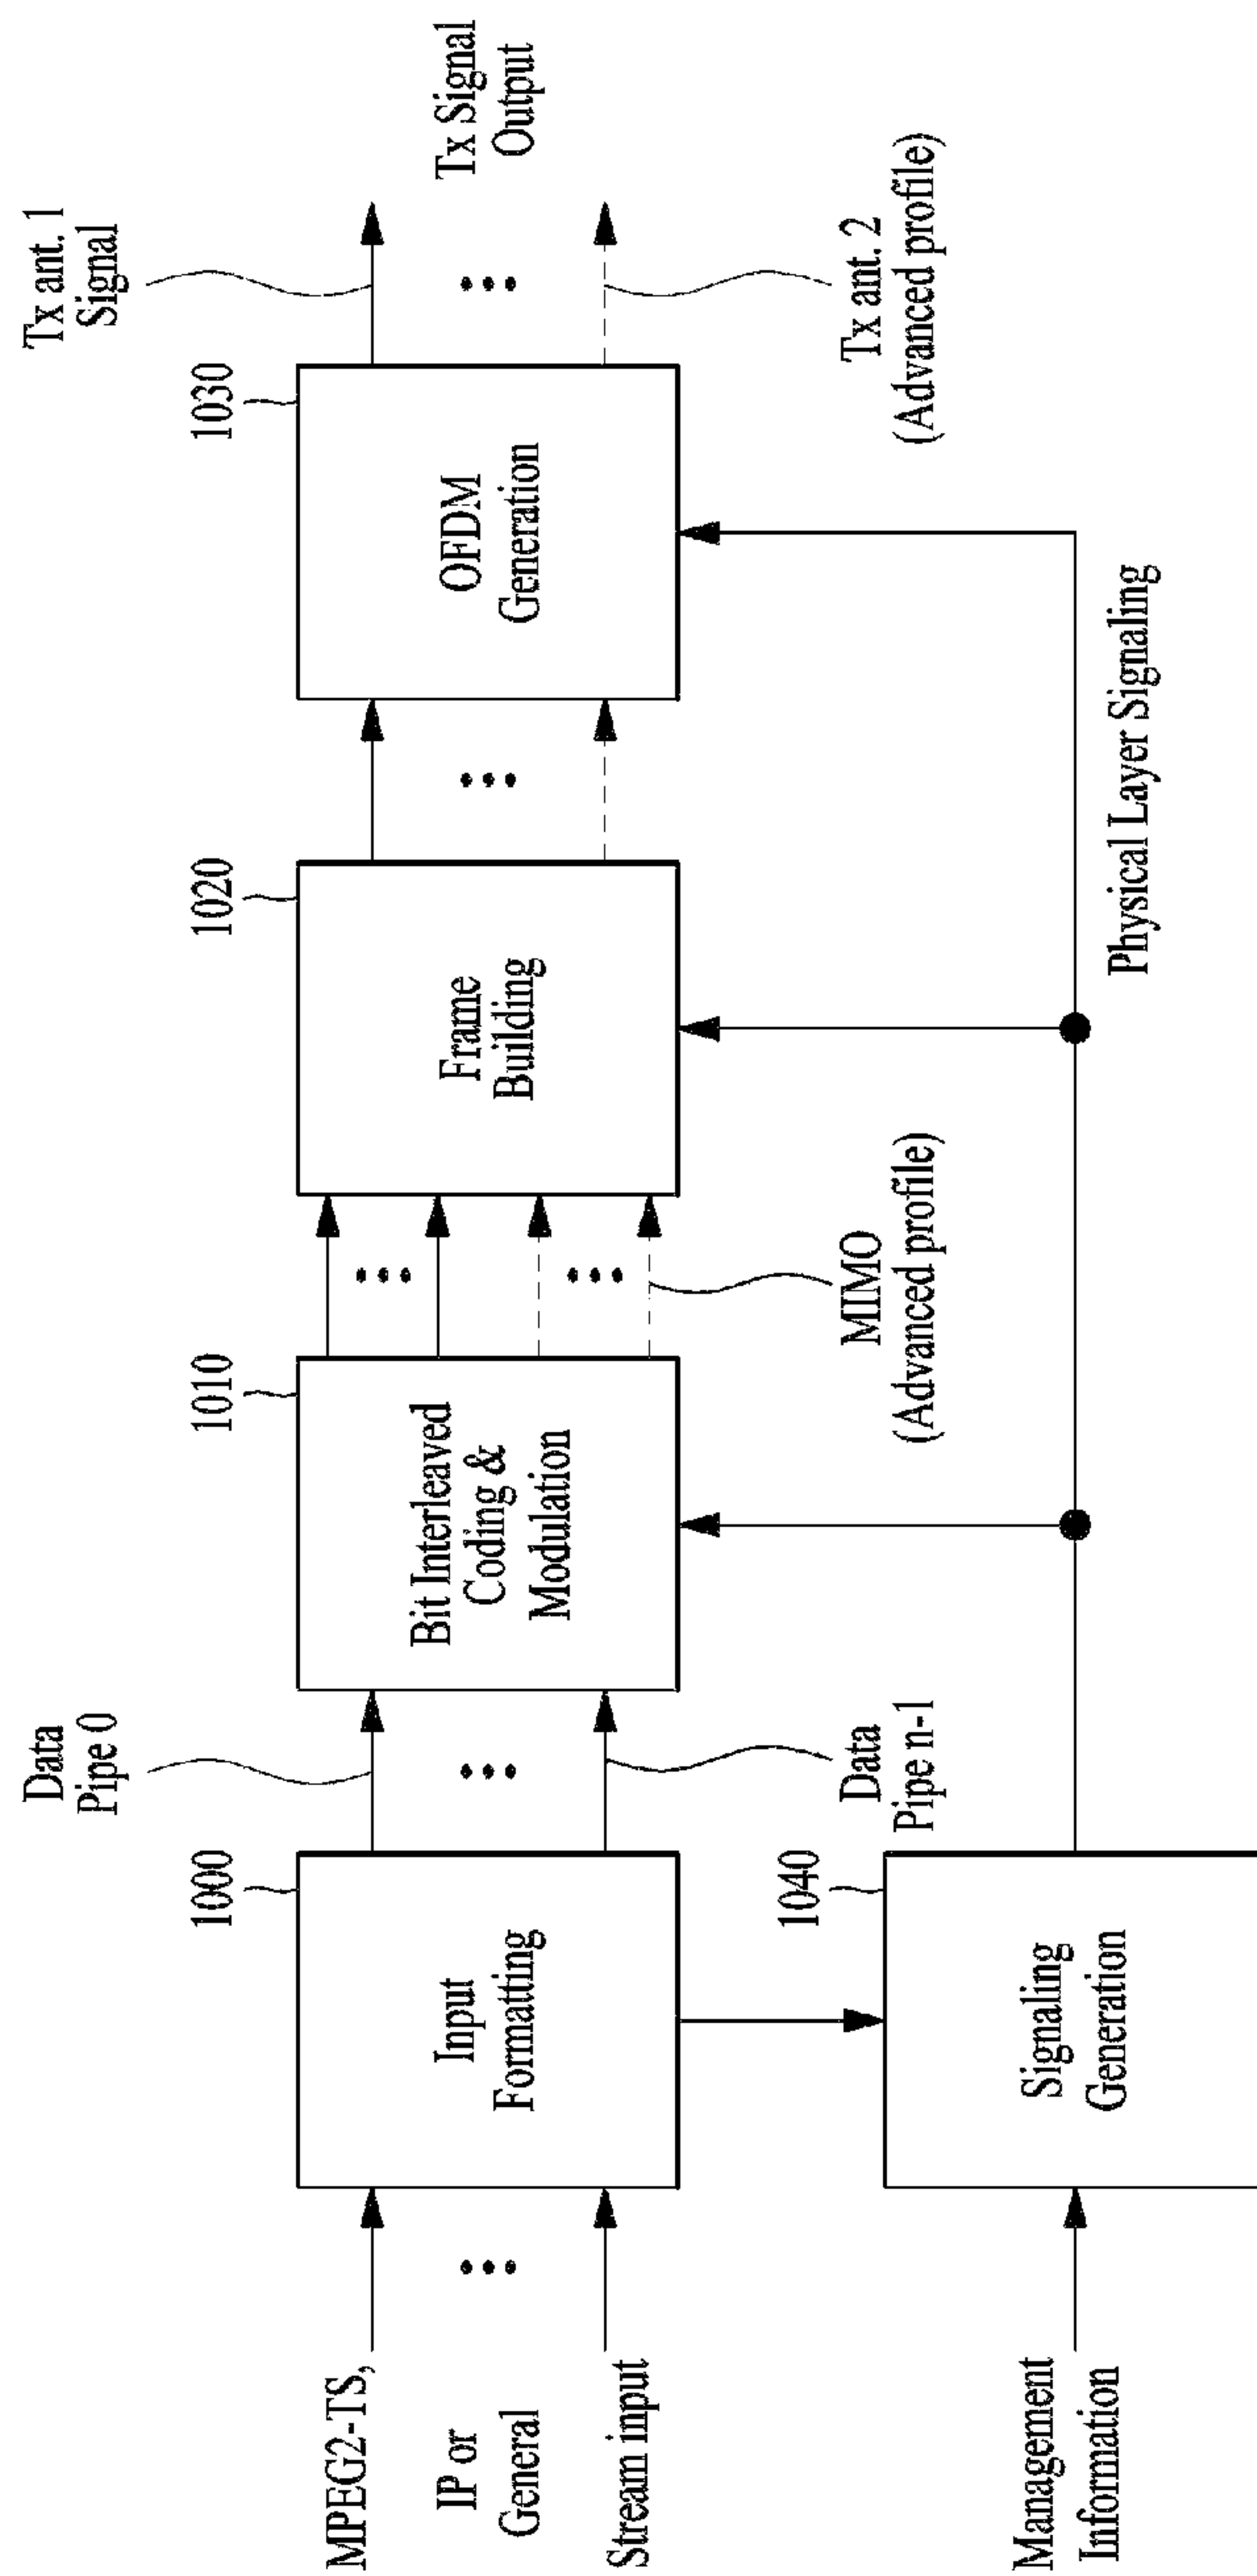 MPEG2-TS,
IP or
General
Stream input
1000
Input
Formatting
Data
Pipe 0
Data
Pipe n-1
1010
Bit Interleaved
Coding &
Modulation
MIMO
(Advanced profile)
1020
Frame
Building
1030
OFDM
Generation
Tx ant. 1
Signal
Tx Signal
Output
Tx ant. 2
(Advanced profile)
Management
Information
1040
Signaling
Generation
Physical Layer Signaling